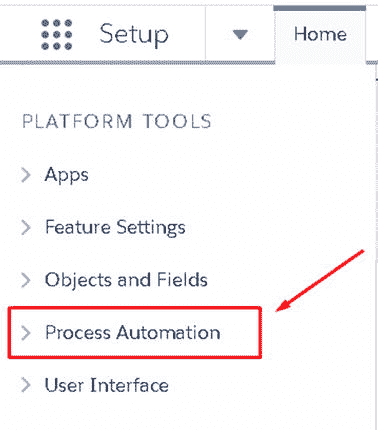 Setup Home
PLATFORM TOOLS
Apps
Feature Settings
Objects and Fields
Process Automation
User Interface